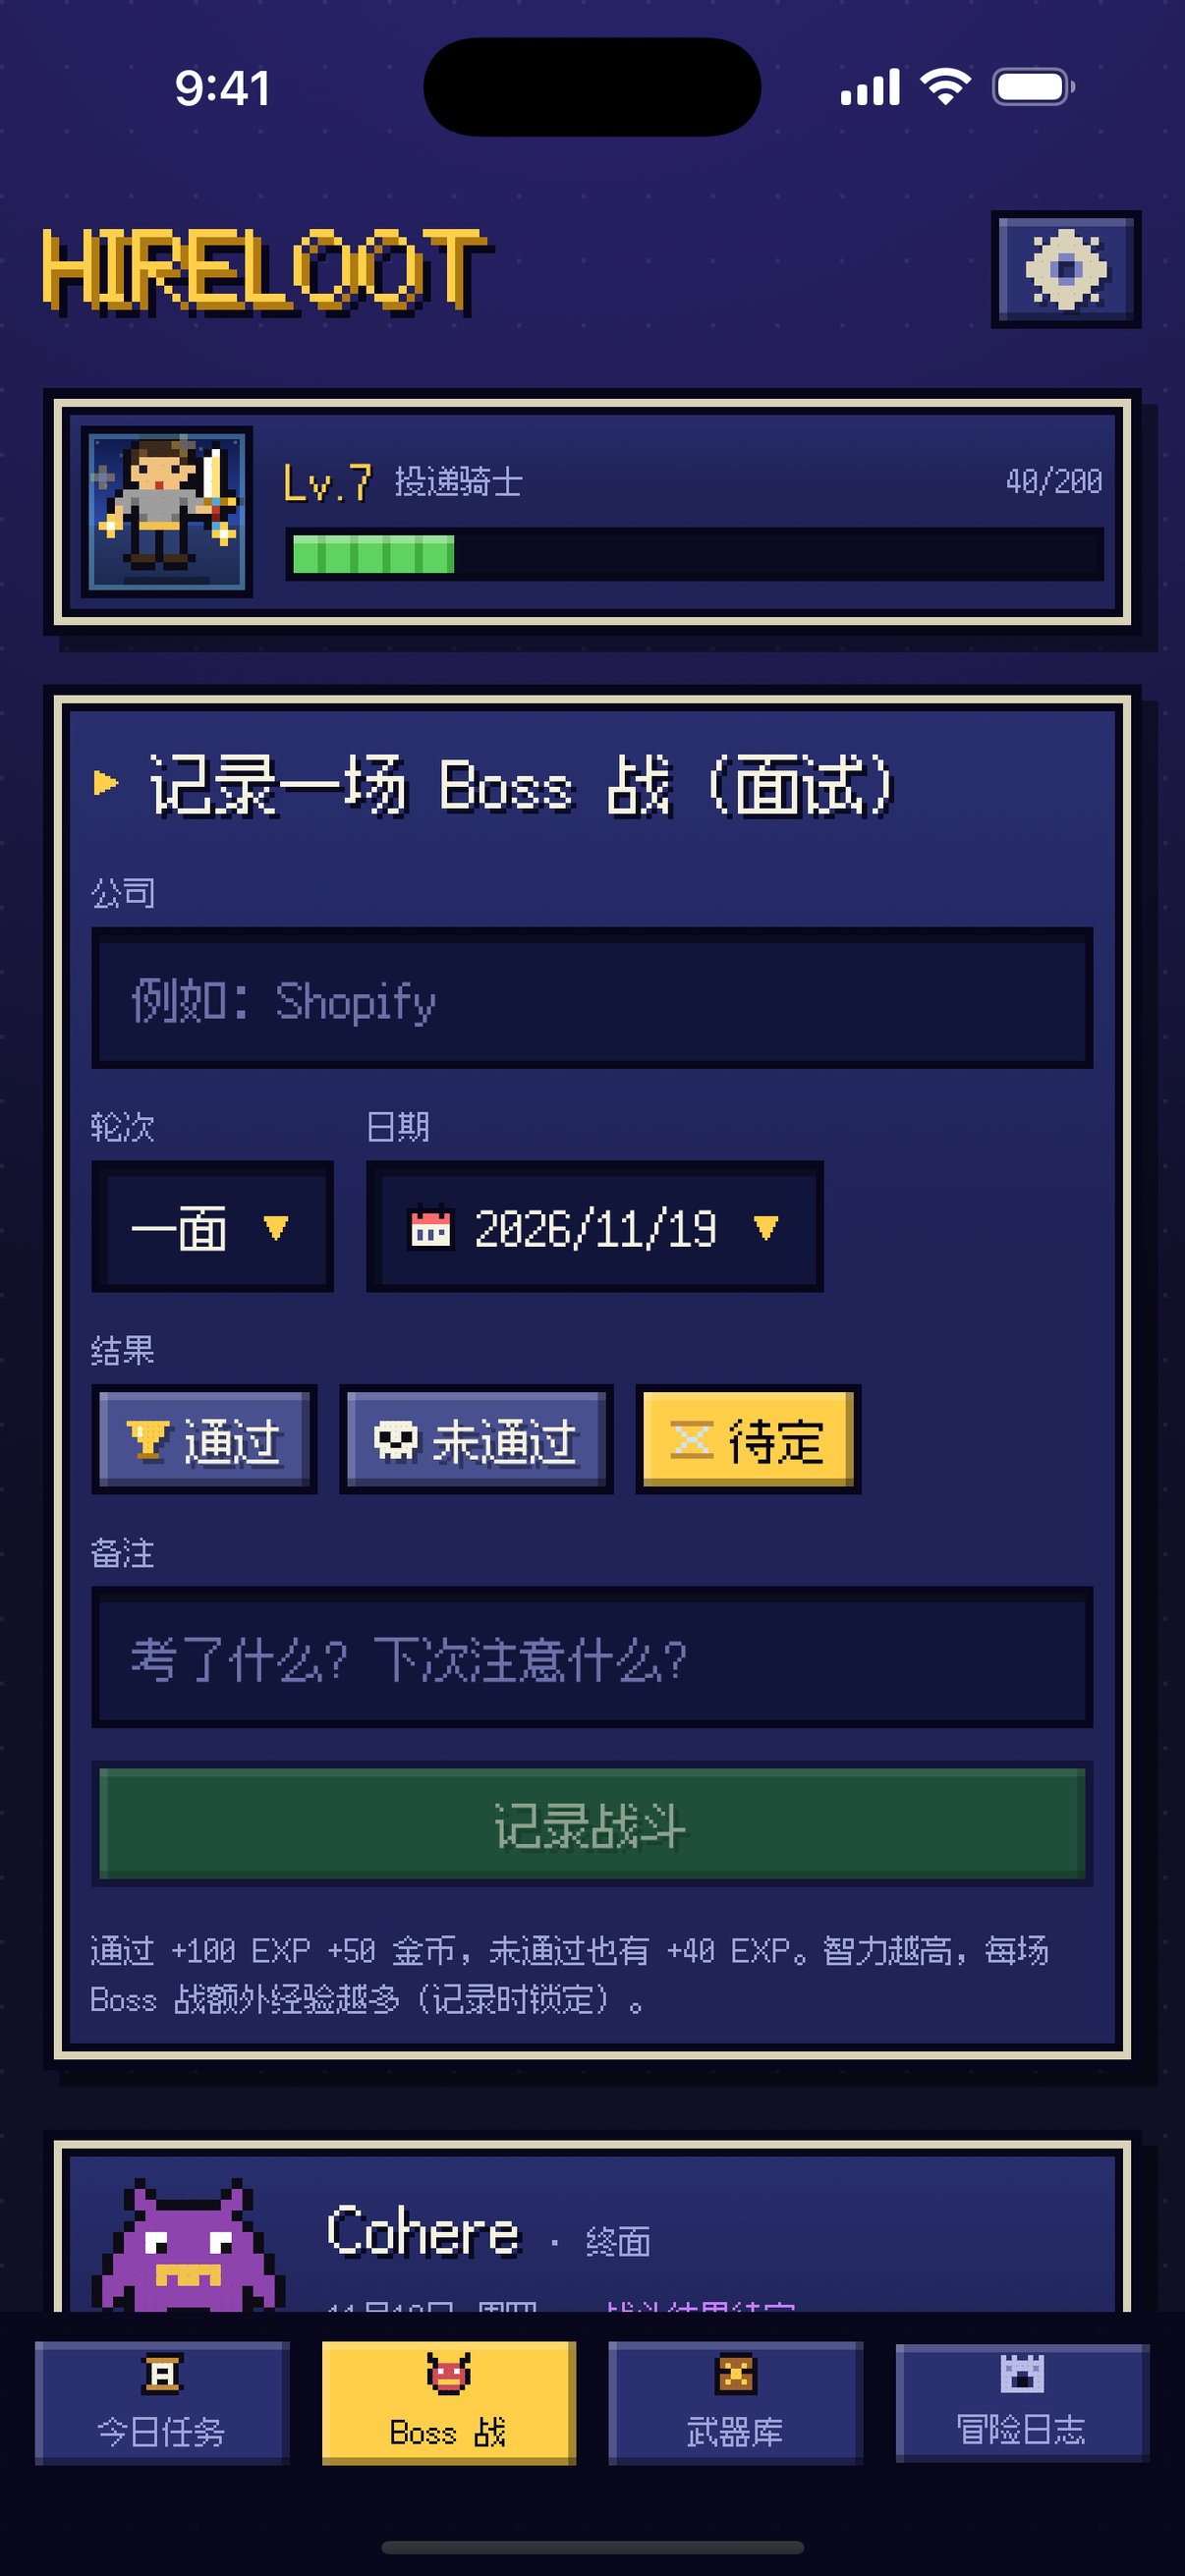 9:41
HIRELOOT
Lv.7 投递骑士 40/200
记录一场 Boss 战（面试）
公司
例如：Shopify
轮次 日期
一面 2026/11/19
结果
通过 未通过 待定
备注
考了什么？下次注意什么？
记录战斗
通过 +100 EXP +50 金币，未通过也有 +40 EXP。智力越高，每场
Boss 战额外经验越多（记录时锁定）。
Cohere · 终面
今日任务 Boss 战 武器库 冒险日志